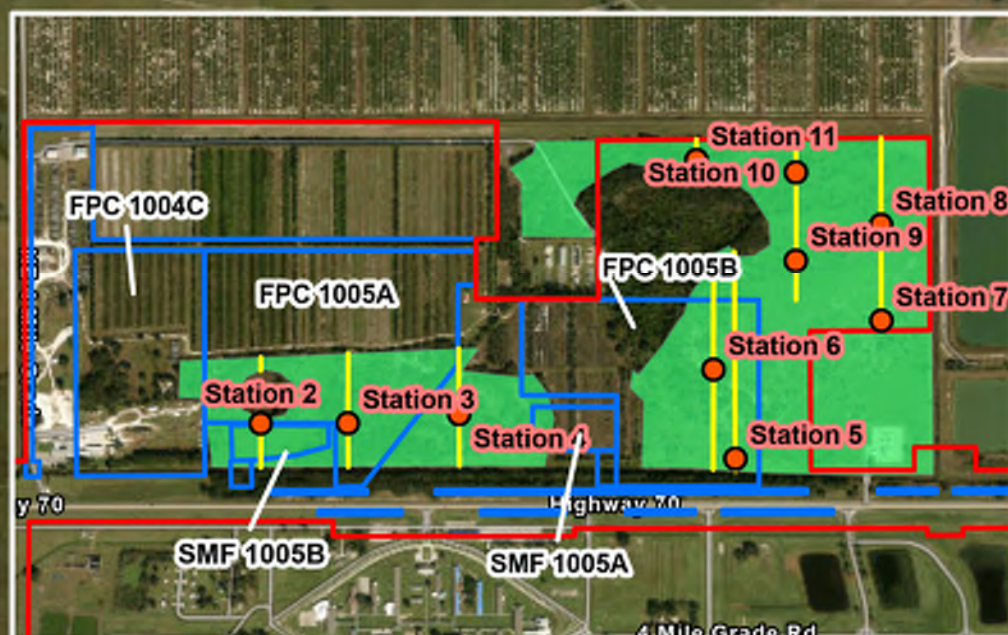 Station 11
Station 10
FPC 1004C
Station 8
Station 9
FPC 1005B
FPC 1005A
Station 7
Station 6
Station 2
Station 3
Station 4
Station 5
y 70
Highway 70
SMF 1005B
SMF 1005A
4 Mile Grade Rd